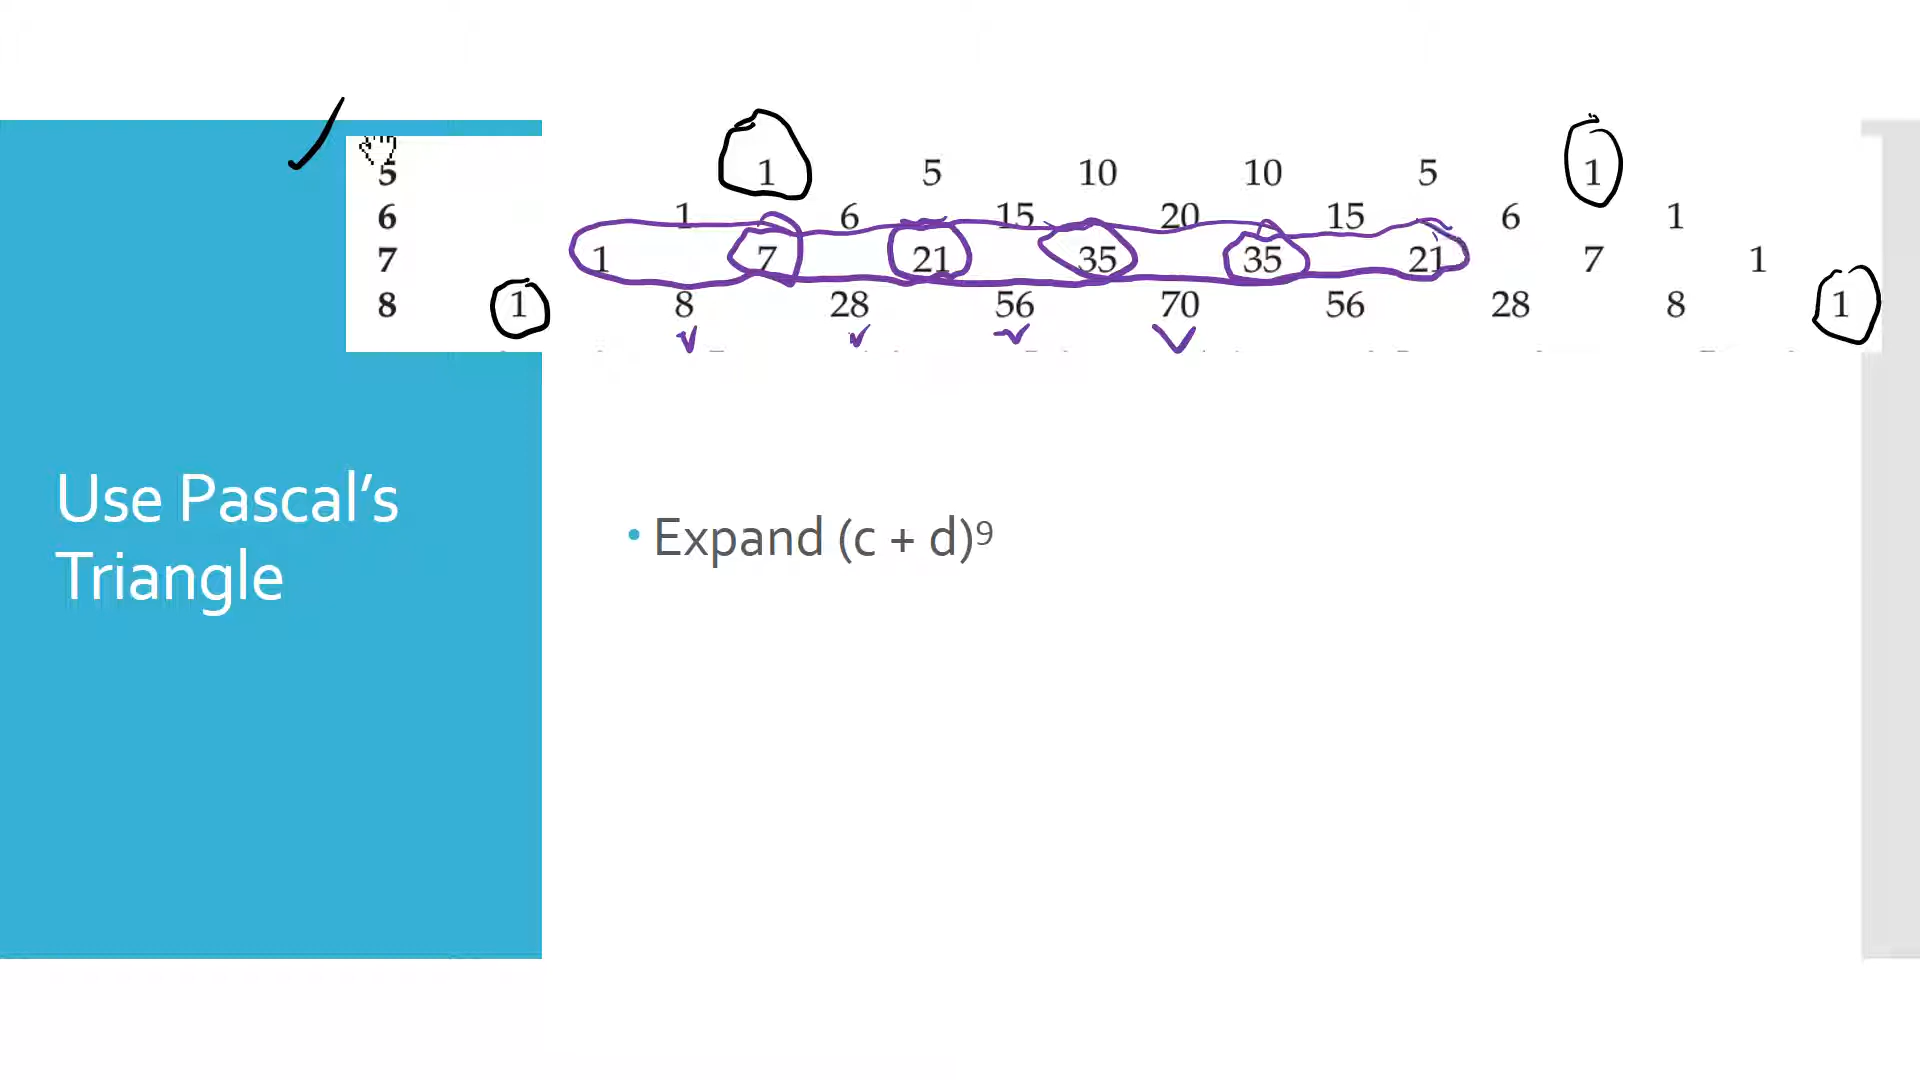 5 1 5 10 10 5 1
6 1 6 15 20 15 6 1
7 1 7 21 35 35 21 7 1
8 1 8 28 56 70 56 28 8 1
Use Pascal’s
Triangle
• Expand (c + d)⁹